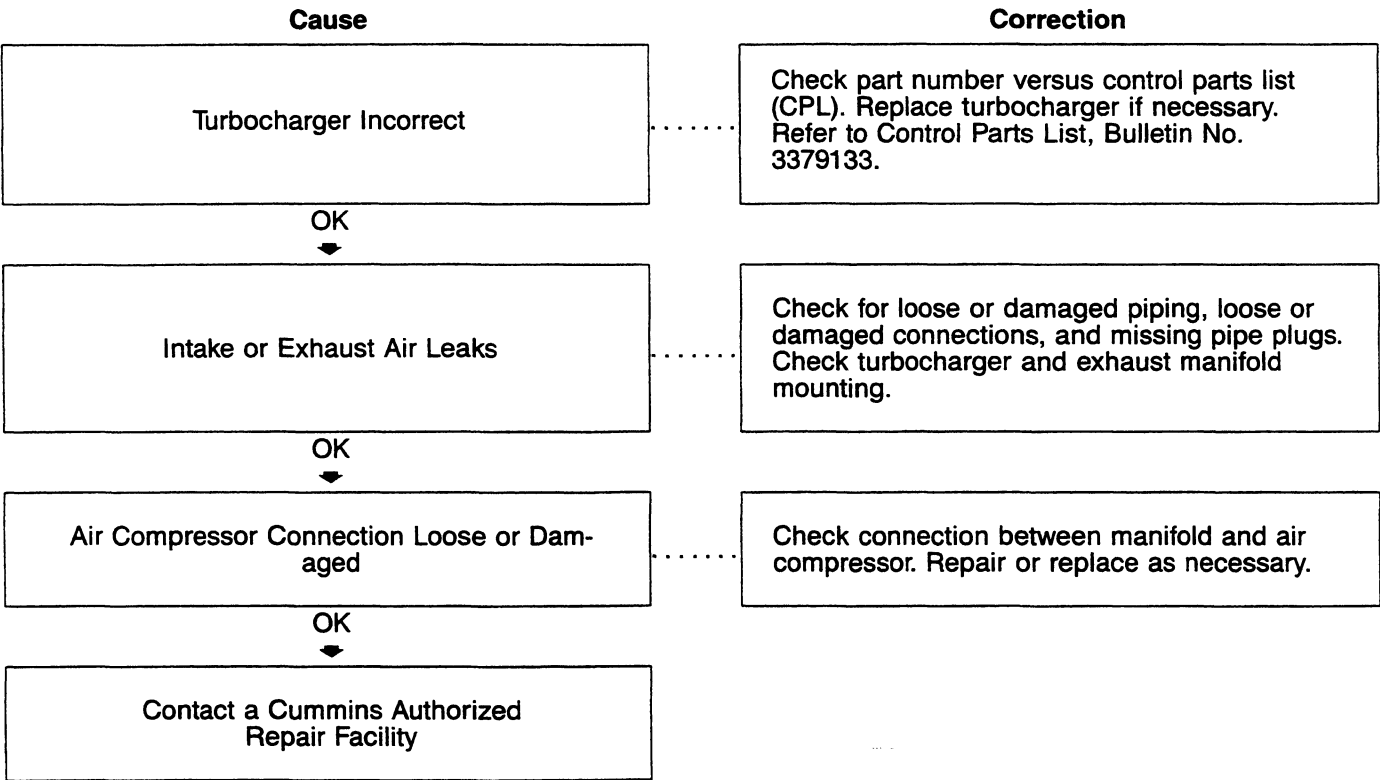 Cause
Correction
Turbocharger Incorrect
Check part number versus control parts list
(CPL). Replace turbocharger if necessary.
Refer to Control Parts List, Bulletin No.
3379133.
OK
Intake or Exhaust Air Leaks
Check for loose or damaged piping, loose or
damaged connections, and missing pipe plugs.
Check turbocharger and exhaust manifold
mounting.
OK
Air Compressor Connection Loose or Dam-
aged
Check connection between manifold and air
compressor. Repair or replace as necessary.
OK
Contact a Cummins Authorized
Repair Facility